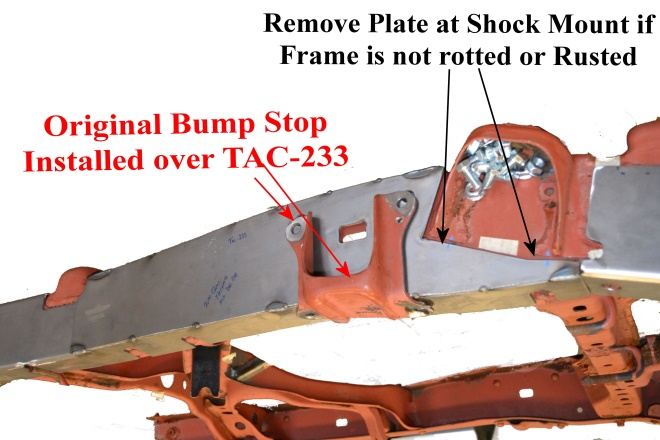 Remove Plate at Shock Mount if
Frame is not rotted or Rusted
Original Bump Stop
Installed over TAC-233